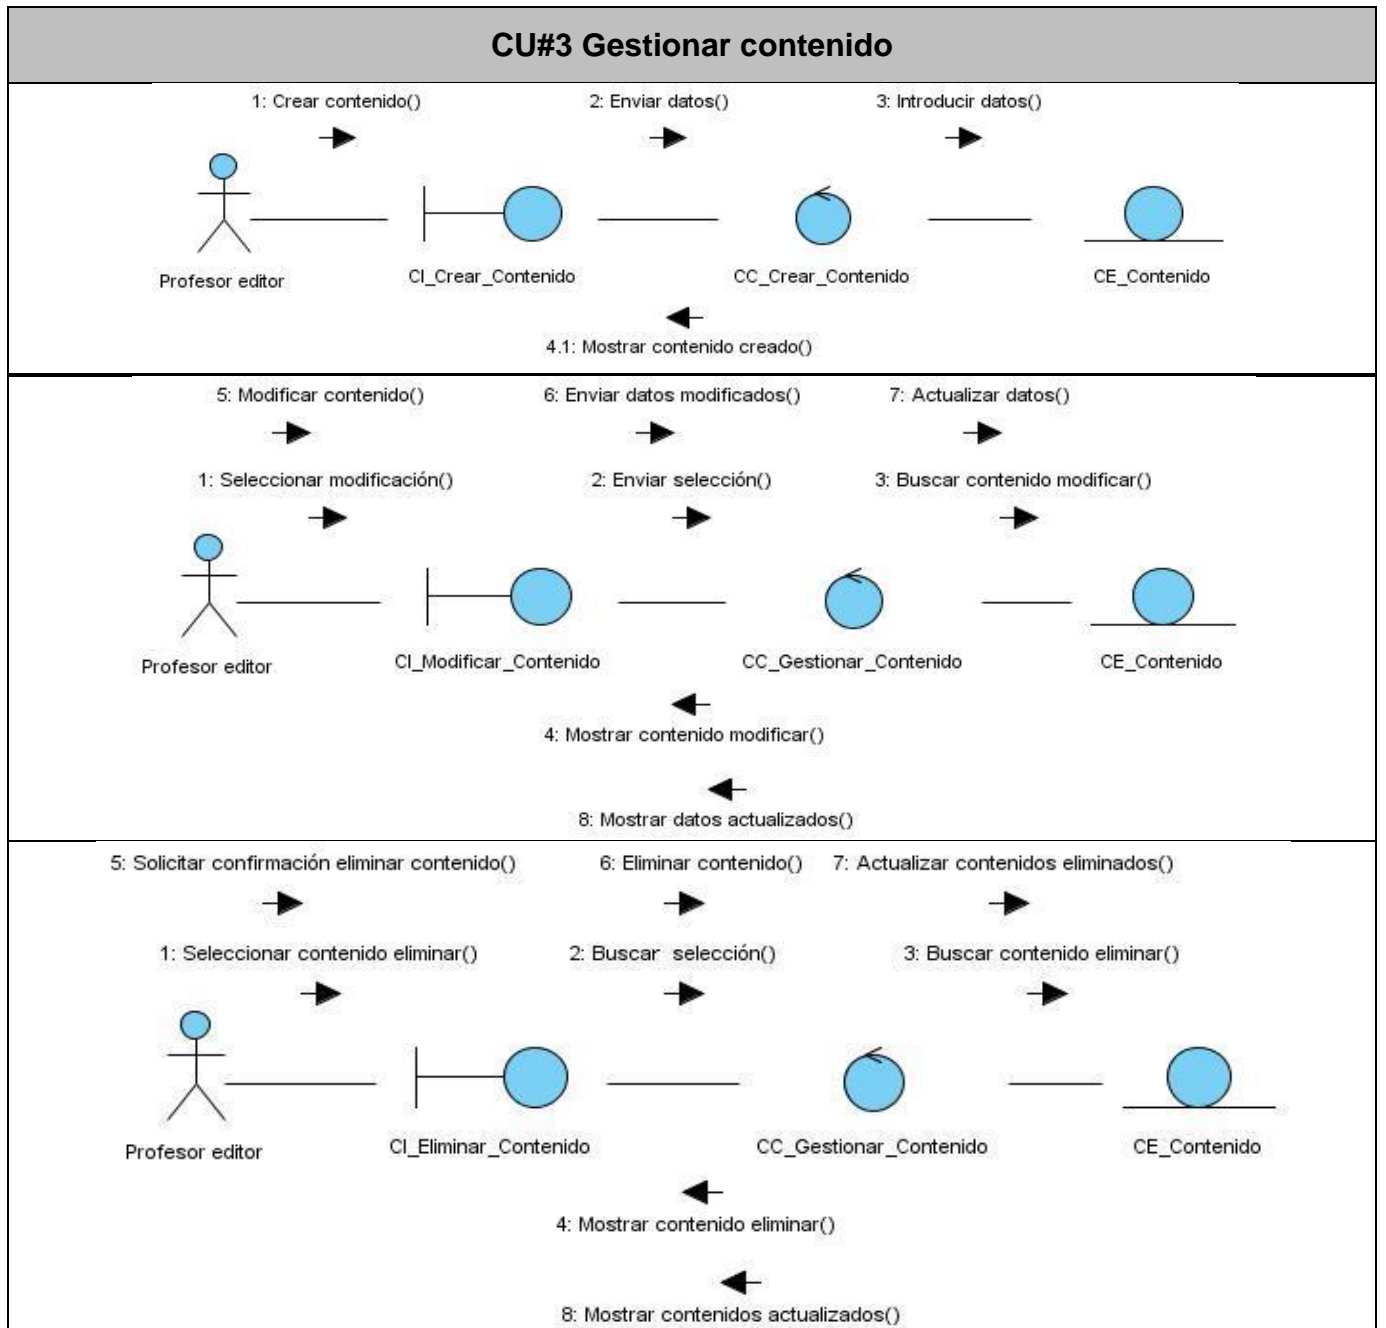 CU#3 Gestionar contenido
1: Crear contenido() 2: Enviar datos() 3: Introducir datos()
Profesor editor CI_Crear_Contenido CC_Crear_Contenido CE_Contenido
4.1: Mostrar contenido creado()
5: Modificar contenido() 6: Enviar datos modificados() 7: Actualizar datos()
1: Seleccionar modificación() 2: Enviar selección() 3: Buscar contenido modificar()
Profesor editor CI_Modificar_Contenido CC_Gestionar_Contenido CE_Contenido
4: Mostrar contenido modificar()
8: Mostrar datos actualizados()
5: Solicitar confirmación eliminar contenido() 6: Eliminar contenido() 7: Actualizar contenidos eliminados()
1: Seleccionar contenido eliminar() 2: Buscar selección() 3: Buscar contenido eliminar()
Profesor editor CI_Eliminar_Contenido CC_Gestionar_Contenido CE_Contenido
4: Mostrar contenido eliminar()
8: Mostrar contenidos actualizados()